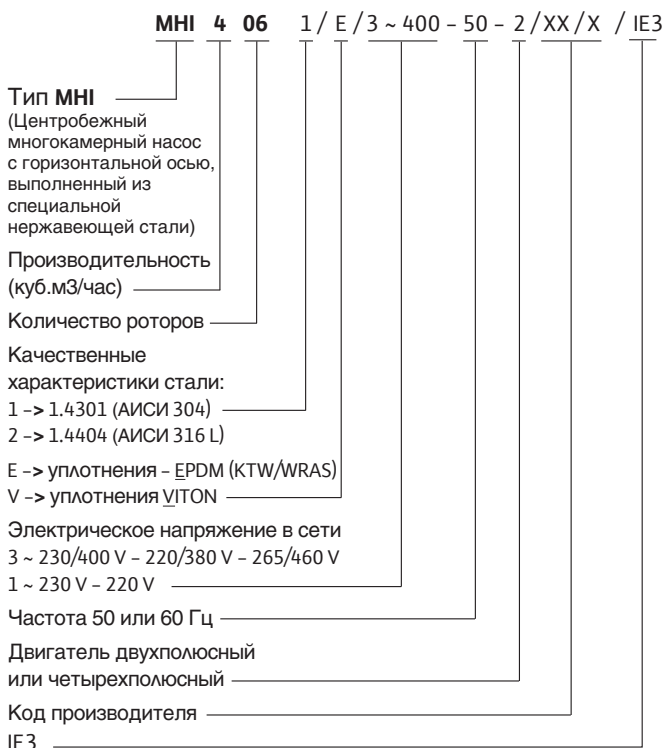 MHI 4 06 1/ E /3 ~ 400 – 50 – 2/XX/X / IE3
Тип MHI
(Центробежный
многокамерный насос
с горизонтальной осью,
выполненный из
специальной
нержавеющей стали)
Производительность
(куб.м3/час)
Количество роторов
Качественные
характеристики стали:
1 –> 1.4301 (АИСИ 304)
2 –> 1.4404 (АИСИ 316 L)
E –> уплотнения – EPDM (KTW/WRAS)
V –> уплотнения VITON
Электрическое напряжение в сети
3 ~ 230/400 V – 220/380 V – 265/460 V
1 ~ 230 V – 220 V
Частота 50 или 60 Гц
Двигатель двухполюсный
или четырехполюсный
Код производителя
IE3